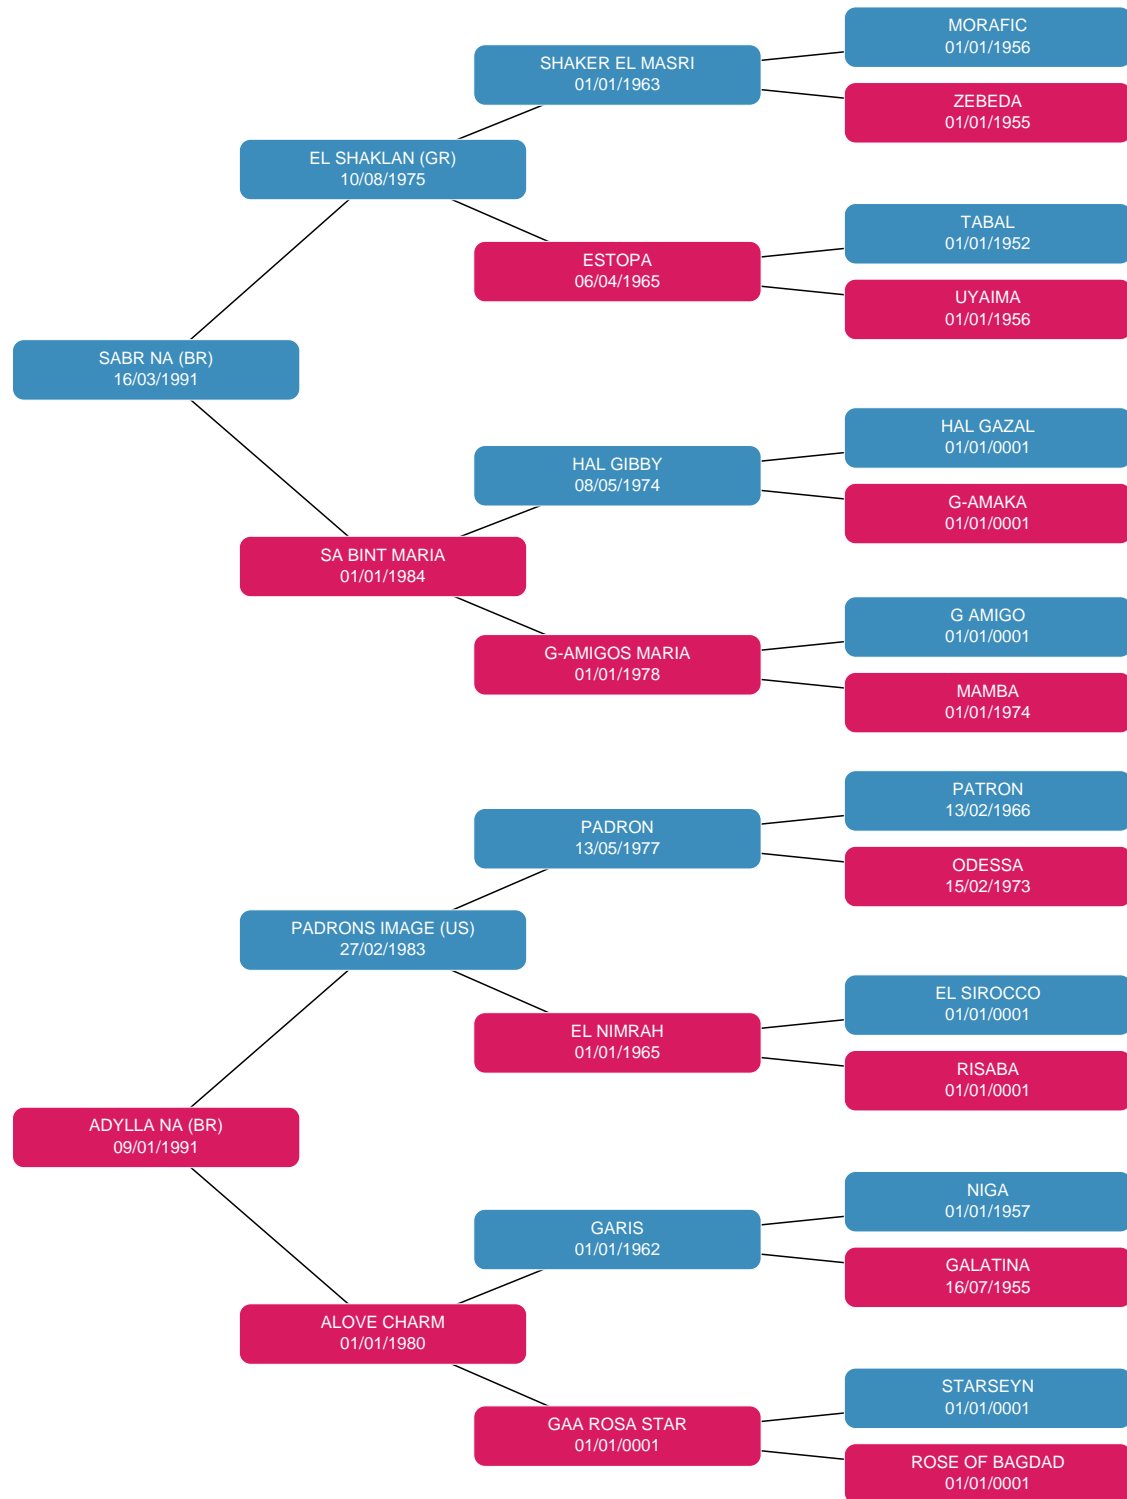 MORAFIC
01/01/1956
SHAKER EL MASRI
01/01/1963
ZEBEDA
01/01/1955
EL SHAKLAN (GR)
10/08/1975
TABAL
01/01/1952
ESTOPA
06/04/1965
UYAIMA
01/01/1956
SABR NA (BR)
16/03/1991
HAL GAZAL
01/01/0001
HAL GIBBY
08/05/1974
G-AMAKA
01/01/0001
SA BINT MARIA
01/01/1984
G AMIGO
01/01/0001
G-AMIGOS MARIA
01/01/1978
MAMBA
01/01/1974
PATRON
13/02/1966
PADRON
13/05/1977
ODESSA
15/02/1973
PADRONS IMAGE (US)
27/02/1983
EL SIROCCO
01/01/0001
EL NIMRAH
01/01/1965
RISABA
01/01/0001
ADYLLA NA (BR)
09/01/1991
NIGA
01/01/1957
GARIS
01/01/1962
GALATINA
16/07/1955
ALOVE CHARM
01/01/1980
STARSEYN
01/01/0001
GAA ROSA STAR
01/01/0001
ROSE OF BAGDAD
01/01/0001